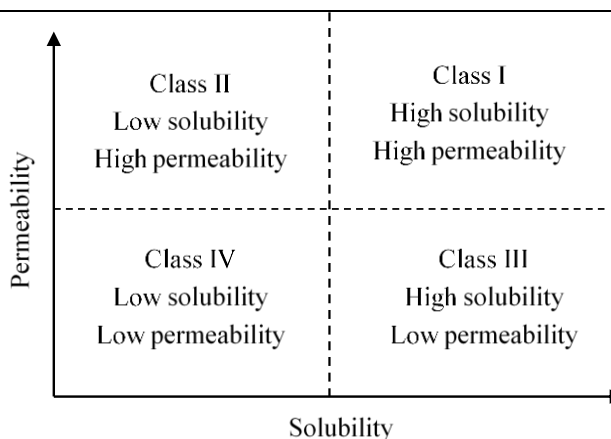 Class II
Low solubility
High permeability
Class I
High solubility
High permeability
Permeability
Class IV
Low solubility
Low permeability
Class III
High solubility
Low permeability
Solubility